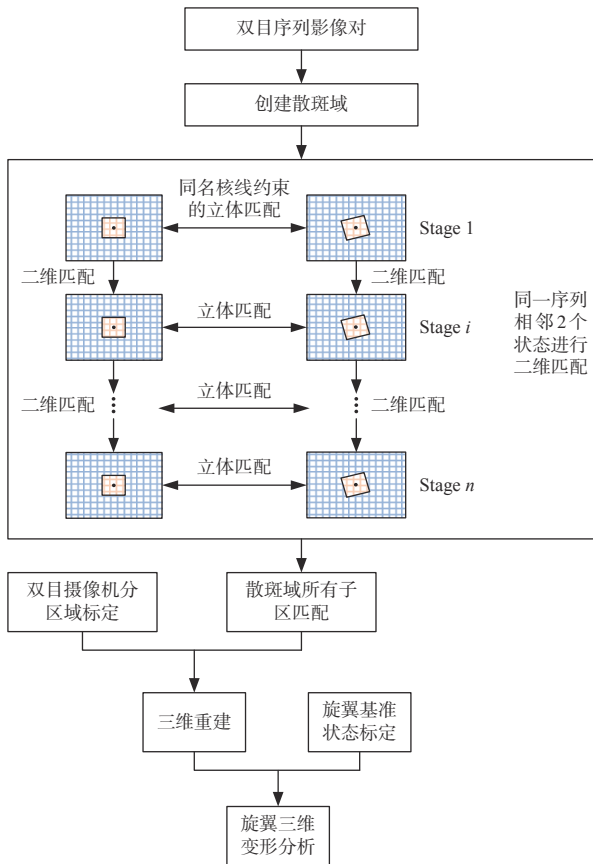 双目序列影像对
创建散斑域
同名核线约束
的立体匹配
Stage 1
二维匹配
二维匹配
立体匹配
Stage i
同一序列
相邻2个
状态进行
二维匹配
二维匹配
立体匹配
二维匹配
立体匹配
Stage n
双目摄像机分
区域标定
散斑域所有子
区匹配
三维重建
旋翼基准
状态标定
旋翼三维
变形分析